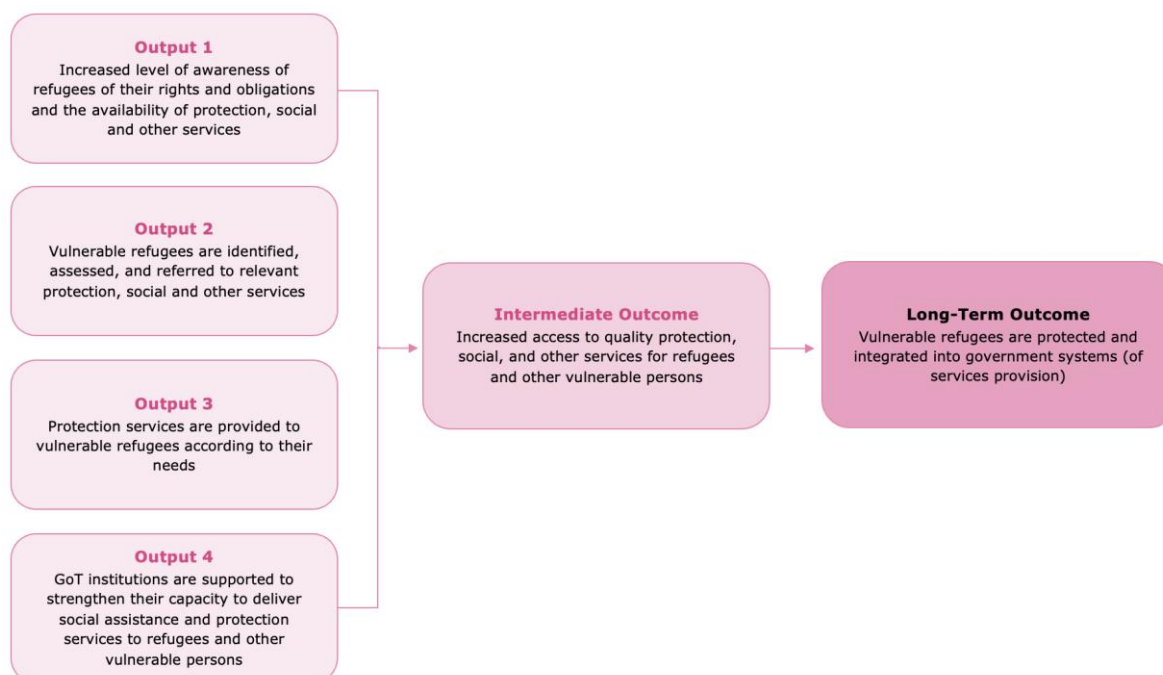 Output 1
Increased level of awareness of
refugees of their rights and obligations
and the availability of protection, social
and other services
Output 2
Vulnerable refugees are identified,
assessed, and referred to relevant
protection, social and other services
Output 3
Protection services are provided to
vulnerable refugees according to their
needs
Output 4
GoT institutions are supported to
strengthen their capacity to deliver
social assistance and protection
services to refugees and other
vulnerable persons
Intermediate Outcome
Increased access to quality protection,
social, and other services for refugees
and other vulnerable persons
Long-Term Outcome
Vulnerable refugees are protected and
integrated into government systems (of
services provision)